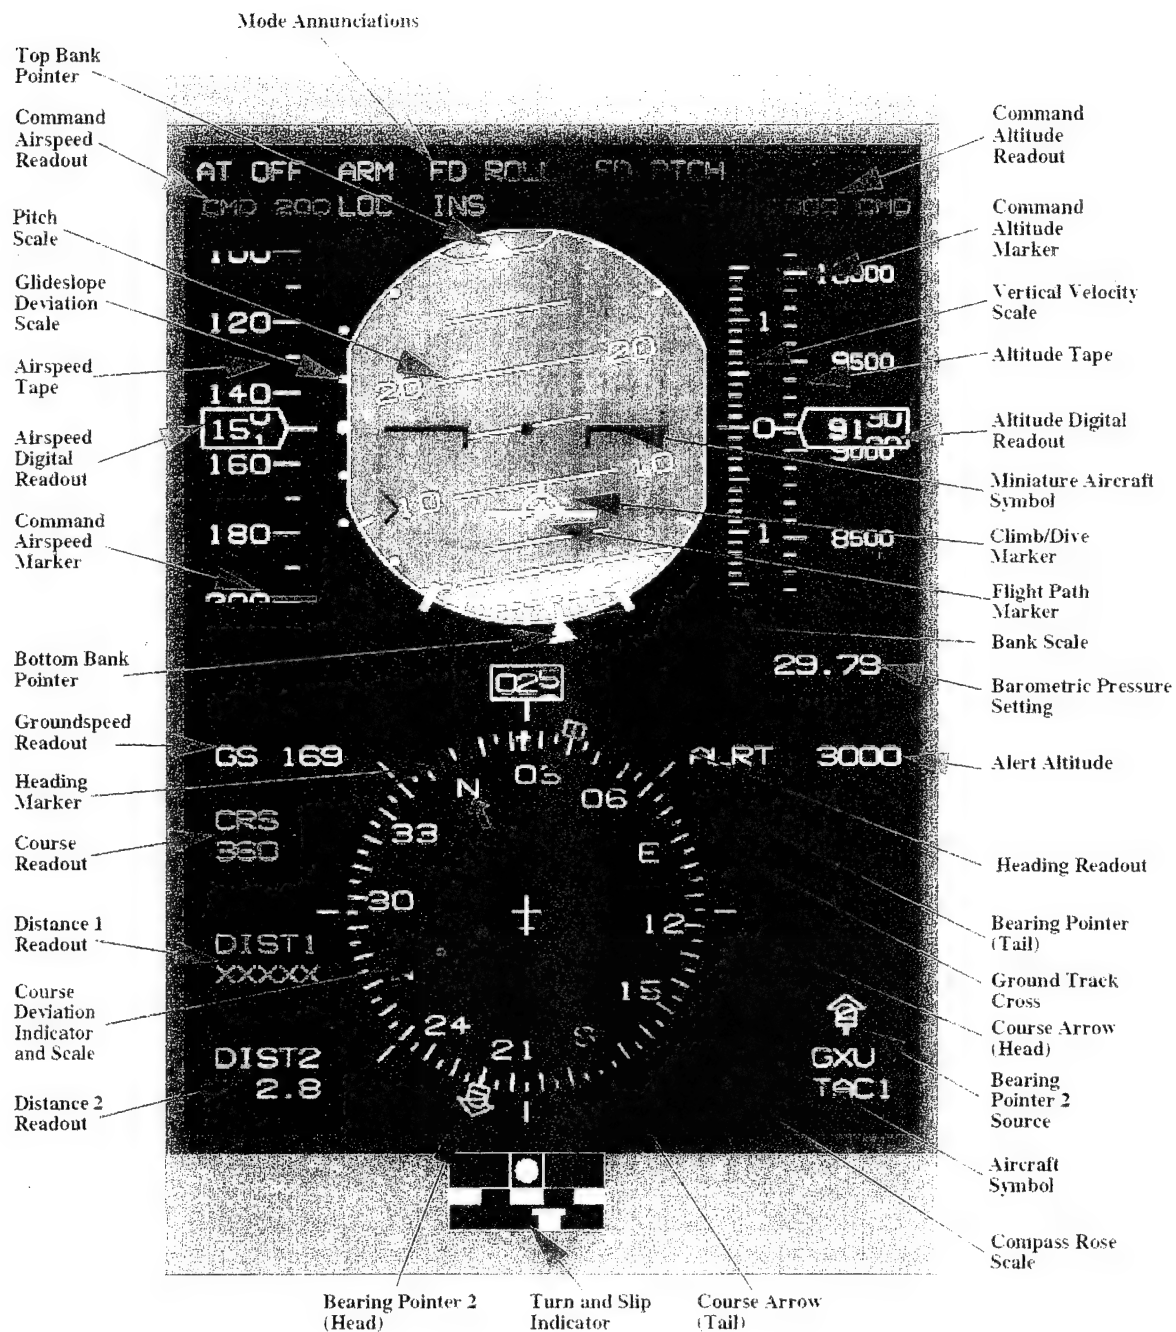 Mode Annunciations
Top Bank
Pointer
Command
Airspeed
Readout
Pitch
Scale
Glideslope
Deviation
Scale
Airspeed
Tape
Airspeed
Digital
Readout
Command
Airspeed
Marker
Bottom Bank
Pointer
Groundspeed
Readout
Heading
Marker
Course
Readout
Distance 1
Readout
Course
Deviation
Indicator
and Scale
Distance 2
Readout
AT OFF ARM FD ROLL FD PITCH
CMD 200 LOC INS CMD
120
140
15
160
180
20
20
10
10
1
0
1
10000
9500
91
9000
8500
29.79
025
GS 169
ALRT 3000
CRS
360
DIST1
XXXXX
DIST2
2.8
N
03
06
E
12
15
S
21
24
30
33
2
GXU
TAC1
Command
Altitude
Readout
Command
Altitude
Marker
Vertical Velocity
Scale
Altitude Tape
Altitude Digital
Readout
Miniature Aircraft
Symbol
Climb/Dive
Marker
Flight Path
Marker
Bank Scale
Barometric Pressure
Setting
Alert Altitude
Heading Readout
Bearing Pointer
(Tail)
Ground Track
Cross
Course Arrow
(Head)
Bearing
Pointer 2
Source
Aircraft
Symbol
Compass Rose
Scale
Bearing Pointer 2
(Head)
Turn and Slip
Indicator
Course Arrow
(Tail)